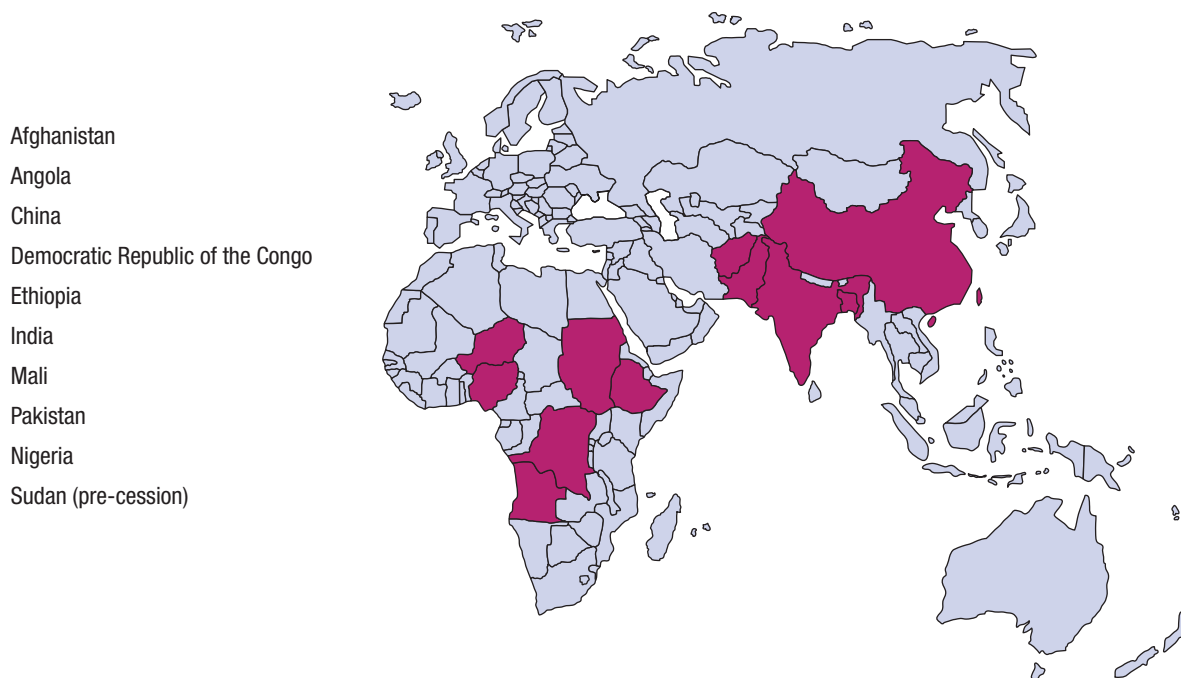 Afghanistan
Angola
China
Democratic Republic of the Congo
Ethiopia
India
Mali
Pakistan
Nigeria
Sudan (pre-cession)